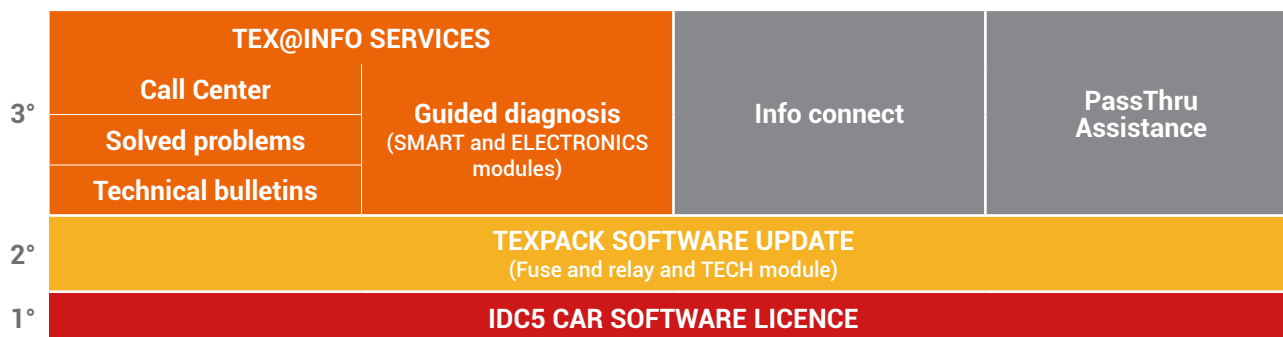 TEX@INFO SERVICES
3°
Call Center
Solved problems
Technical bulletins
Guided diagnosis
(SMART and ELECTRONICS
modules)
Info connect
PassThru
Assistance
2°
TEXPACK SOFTWARE UPDATE
(Fuse and relay and TECH module)
1°
IDC5 CAR SOFTWARE LICENCE